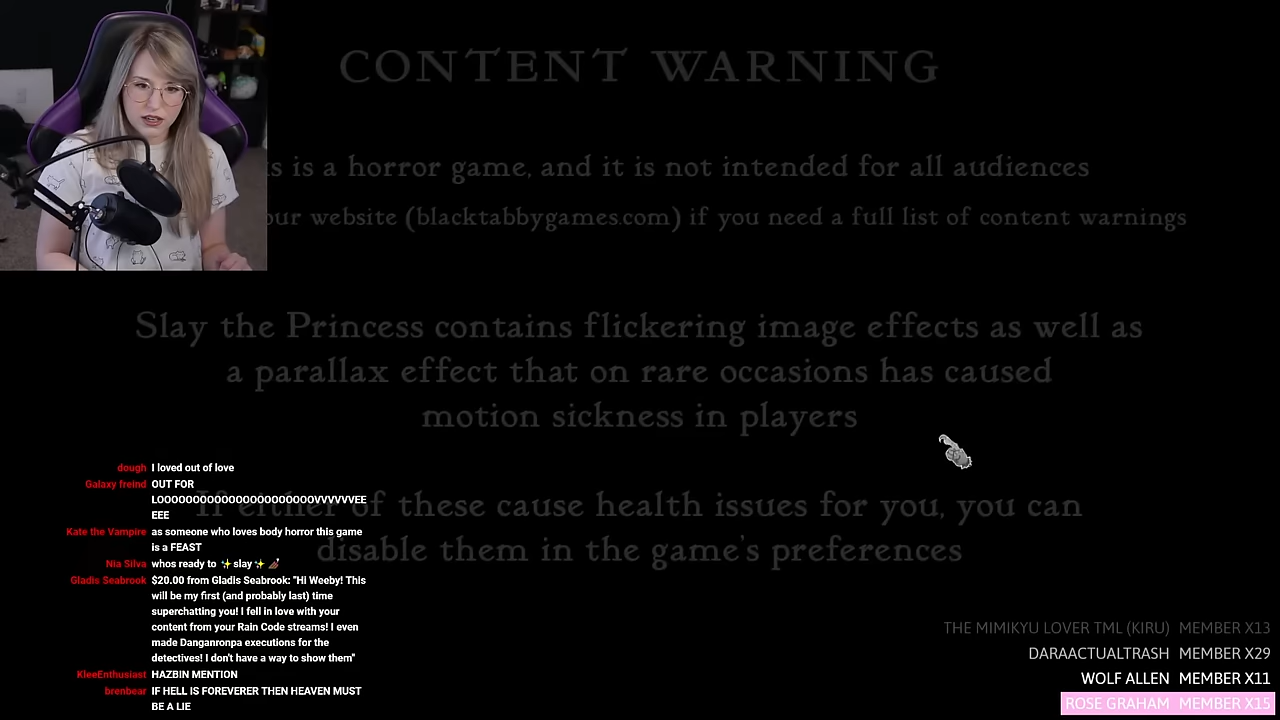 CONTENT WARNING
s is a horror game, and it is not intended for all audiences
our website (blacktabbygames.com) if you need a full list of content warnings
Slay the Princess contains flickering image effects as well as
a parallax effect that on rare occasions has caused
motion sickness in players
If either of these cause health issues for you, you can
disable them in the game's preferences
dough I loved out of love
Galaxy freind OUT FOR
LOOOOOOOOOOOOOOOOOOOOOOOVVVVVEE
EEE
Kate the Vampire as someone who loves body horror this game
is a FEAST
Nia Silva whos ready to ✨slay✨ 💅🏾
Gladis Seabrook $20.00 from Gladis Seabrook: "Hi Weeby! This
will be my first (and probably last) time
superchatting you! I fell in love with your
content from your Rain Code streams! I even
made Danganronpa executions for the
detectives! I don't have a way to show them"
KleeEnthusiast HAZBIN MENTION
brenbear IF HELL IS FOREVERER THEN HEAVEN MUST
BE A LIE
THE MIMIKYU LOVER TML (KIRU) MEMBER X13
DARAACTUALTRASH MEMBER X29
WOLF ALLEN MEMBER X11
ROSE GRAHAM MEMBER X15